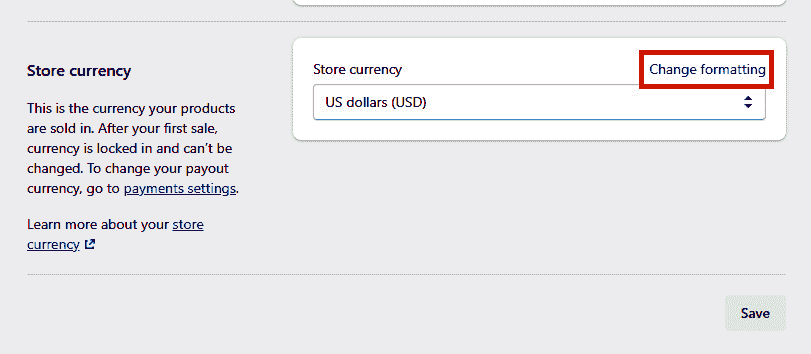 Store currency
This is the currency your products
are sold in. After your first sale,
currency is locked in and can't be
changed. To change your payout
currency, go to payments settings.
Learn more about your store
currency
Store currency
Change formatting
US dollars (USD)
Save